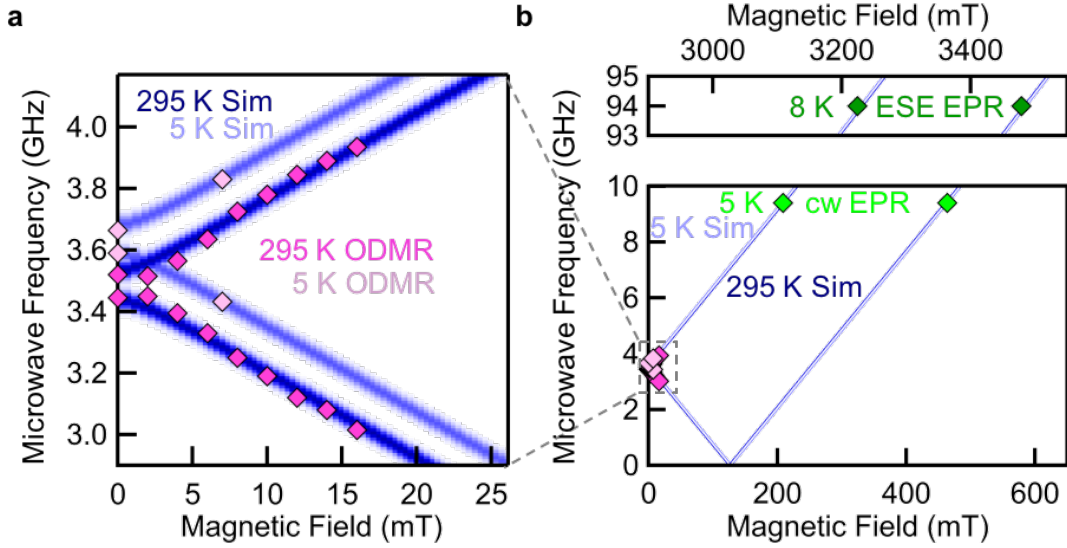 a
Microwave Frequency (GHz)
4.0
3.8
3.6
3.4
3.2
3.0
295 K Sim
5 K Sim
295 K ODMR
5 K ODMR
0 5 10 15 20 25
Magnetic Field (mT)
b
Magnetic Field (mT)
3000 3200 3400
95
94
93
8 K ESE EPR
Microwave Frequency (GHz)
10
8
6
4
2
0
5 K cw EPR
5 K Sim
295 K Sim
0 200 400 600
Magnetic Field (mT)